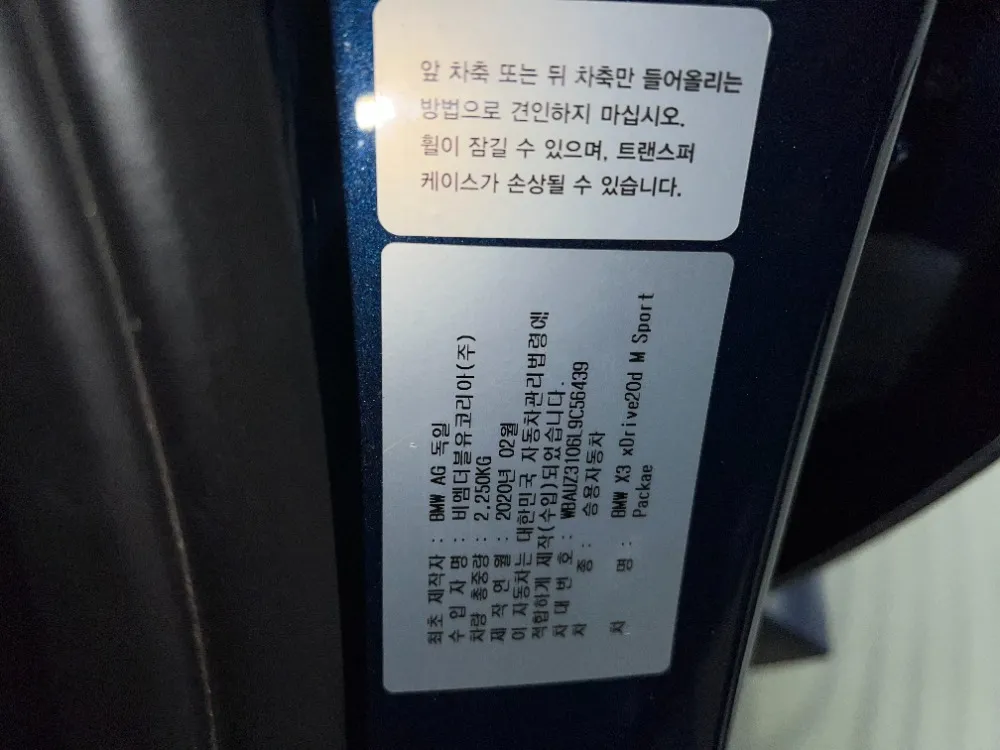 앞 차축 또는 뒤 차축만 들어올리는
방법으로 견인하지 마십시오.
휠이 잠길 수 있으며, 트랜스퍼
케이스가 손상될 수 있습니다.
최초 제작자 : BMW AG 독일
수 입 자 명 : 비엠더블유코리아(주)
차량 총중량 : 2,250KG
제 작 연 월 : 2020년 02월
이 자동차는 대한민국 자동차관리법령에
적합하게 제작(수입)되었습니다.
차 대 번 호 : WBAUZ3106L9C56439
차 종 : 승용자동차
차 명 : BMW X3 xDrive20d M Sport
Packae